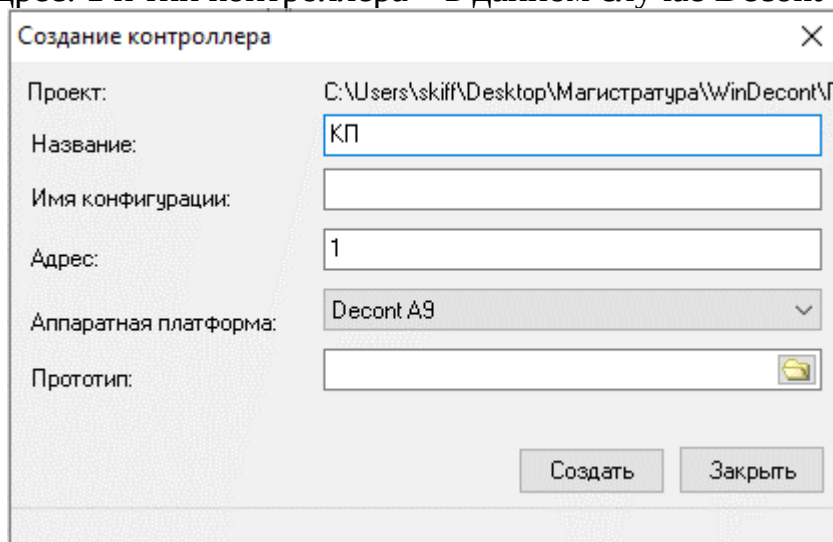 Создание контроллера
Проект: C:\Users\skiff\Desktop\Магистратура\WinDecont\
Название: КП
Имя конфигурации:
Адрес: 1
Аппаратная платформа: Decont A9
Прототип:
Создать Закрыть